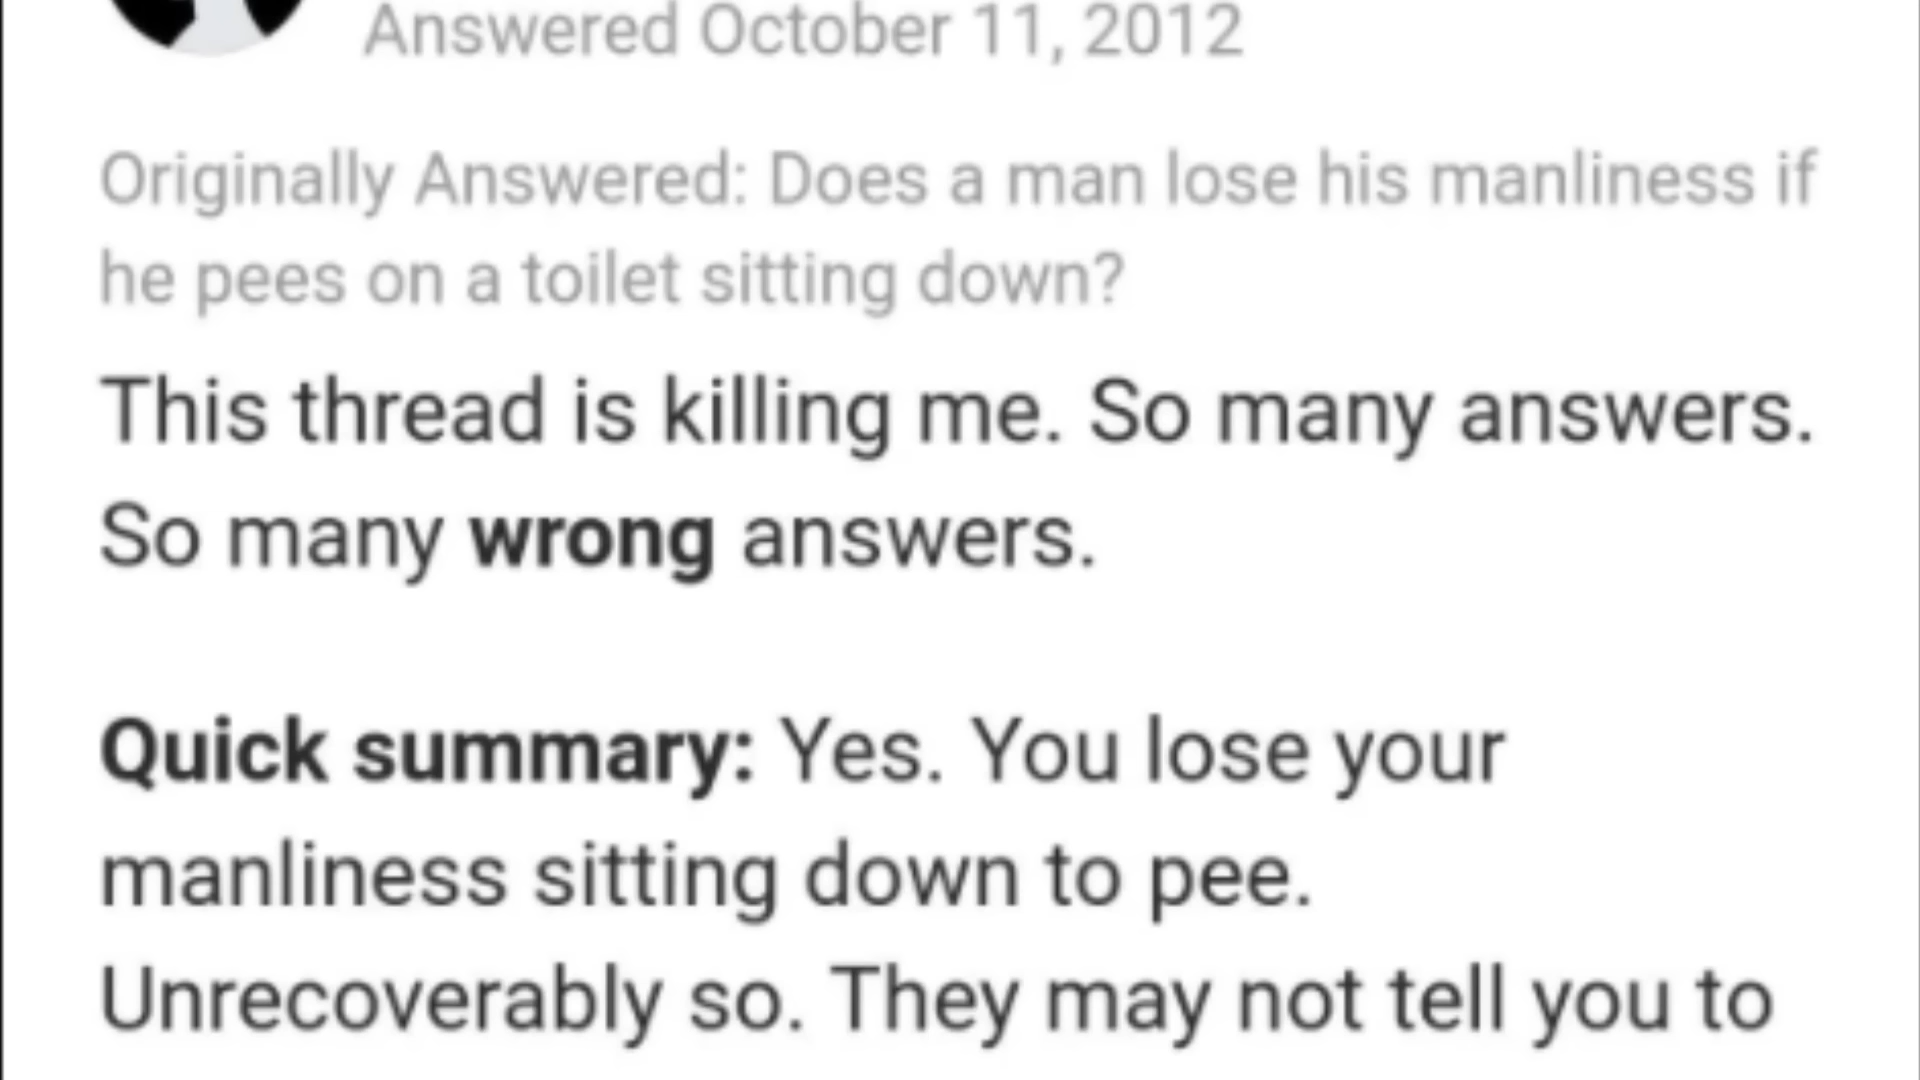 Answered October 11, 2012
Originally Answered: Does a man lose his manliness if
he pees on a toilet sitting down?
This thread is killing me. So many answers.
So many wrong answers.
Quick summary: Yes. You lose your
manliness sitting down to pee.
Unrecoverably so. They may not tell you to